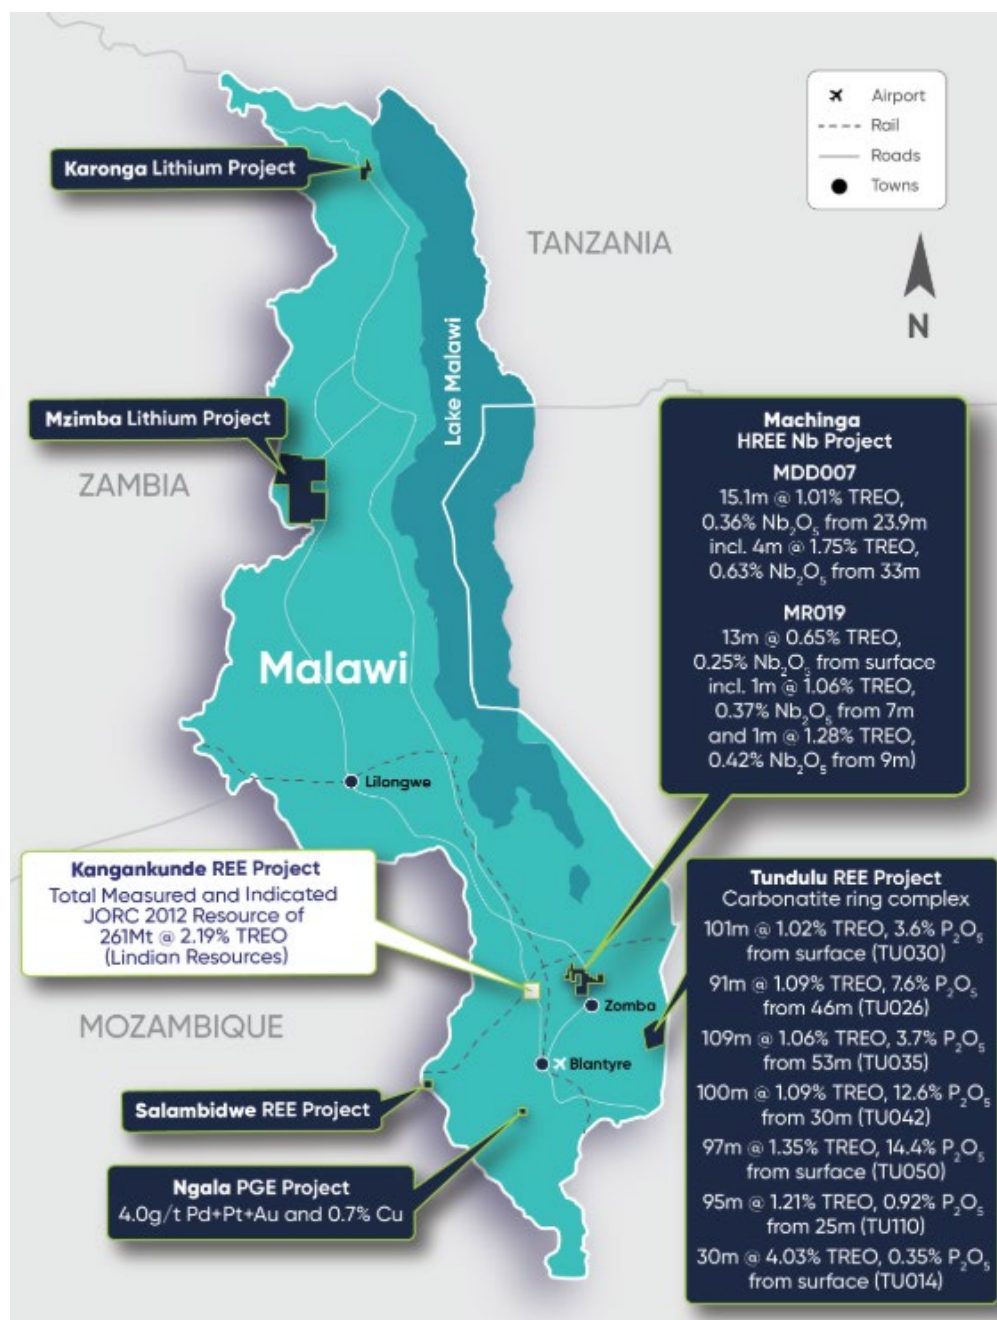 Airport
Rail
Roads
Towns
Karonga Lithium Project
TANZANIA
N
Lake Malawi
Mzimba Lithium Project
ZAMBIA
Machinga
HREE Nb Project
MDD007
15.1m @ 1.01% TREO,
0.36% Nb₂O₅ from 23.9m
incl. 4m @ 1.75% TREO,
0.63% Nb₂O₅ from 33m
MR019
13m @ 0.65% TREO,
0.25% Nb₂O₅ from surface
incl. 1m @ 1.06% TREO,
0.37% Nb₂O₅ from 7m
and 1m @ 1.28% TREO,
0.42% Nb₂O₅ from 9m)
Malawi
Lilongwe
Kangankunde REE Project
Total Measured and Indicated
JORC 2012 Resource of
261Mt @ 2.19% TREO
(Lindian Resources)
Tundulu REE Project
Carbonatite ring complex
101m @ 1.02% TREO, 3.6% P₂O₅
from surface (TU030)
91m @ 1.09% TREO, 7.6% P₂O₅
from 46m (TU026)
109m @ 1.06% TREO, 3.7% P₂O₅
from 53m (TU035)
100m @ 1.09% TREO, 12.6% P₂O₅
from 30m (TU042)
97m @ 1.35% TREO, 14.4% P₂O₅
from surface (TU050)
95m @ 1.21% TREO, 0.92% P₂O₅
from 25m (TU110)
30m @ 4.03% TREO, 0.35% P₂O₅
from surface (TU014)
Zomba
MOZAMBIQUE
Blantyre
Salambidwe REE Project
Ngala PGE Project
4.0g/t Pd+Pt+Au and 0.7% Cu